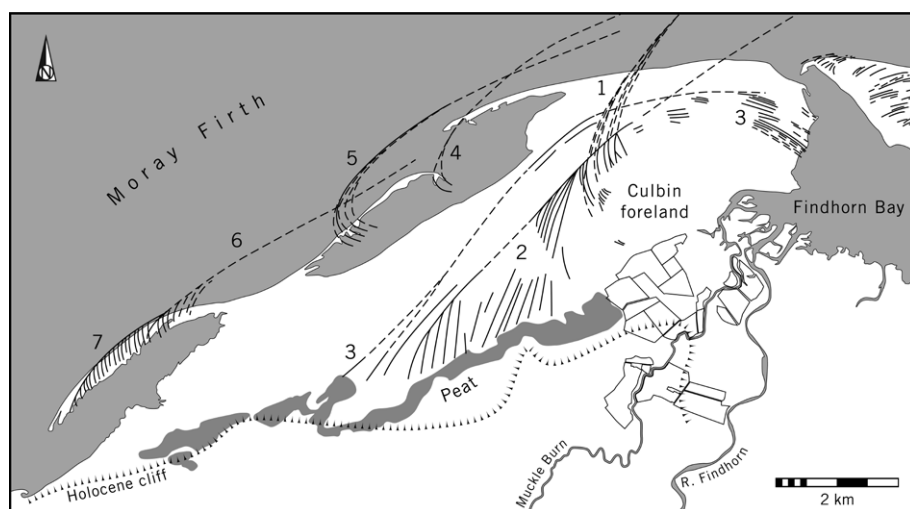 N
Moray Firth
1
3
5
4
Culbin
foreland
Findhorn Bay
6
2
7
3
Peat
Holocene cliff
Muckle Burn
R. Findhorn
2 km